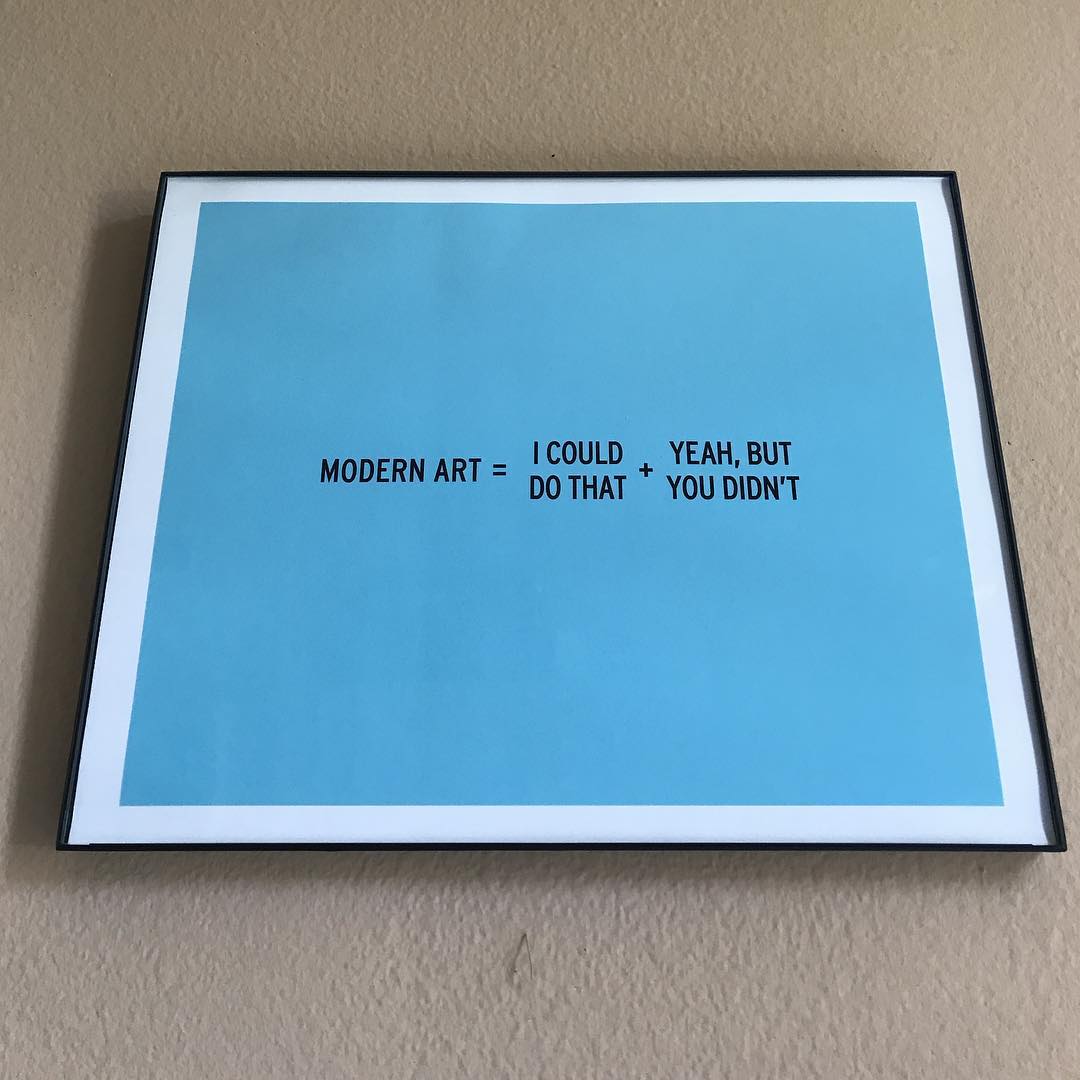 MODERN ART = I COULD DO THAT + YEAH, BUT YOU DIDN'T